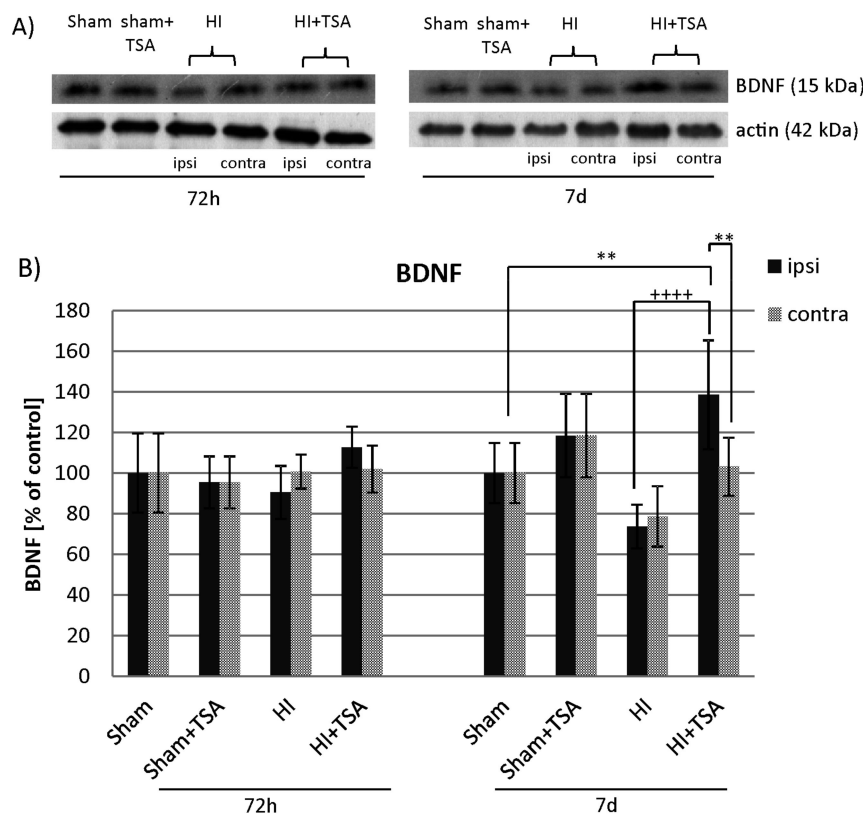 A)
Sham sham+ TSA HI HI+TSA
Sham sham+ TSA HI HI+TSA
BDNF (15 kDa)
actin (42 kDa)
ipsi contra ipsi contra
ipsi contra ipsi contra
72h
7d
B)
BDNF
** **
++++
ipsi
contra
BDNF [% of control]
180
160
140
120
100
80
60
40
20
0
Sham Sham+TSA HI HI+TSA
Sham Sham+TSA HI HI+TSA
72h
7d